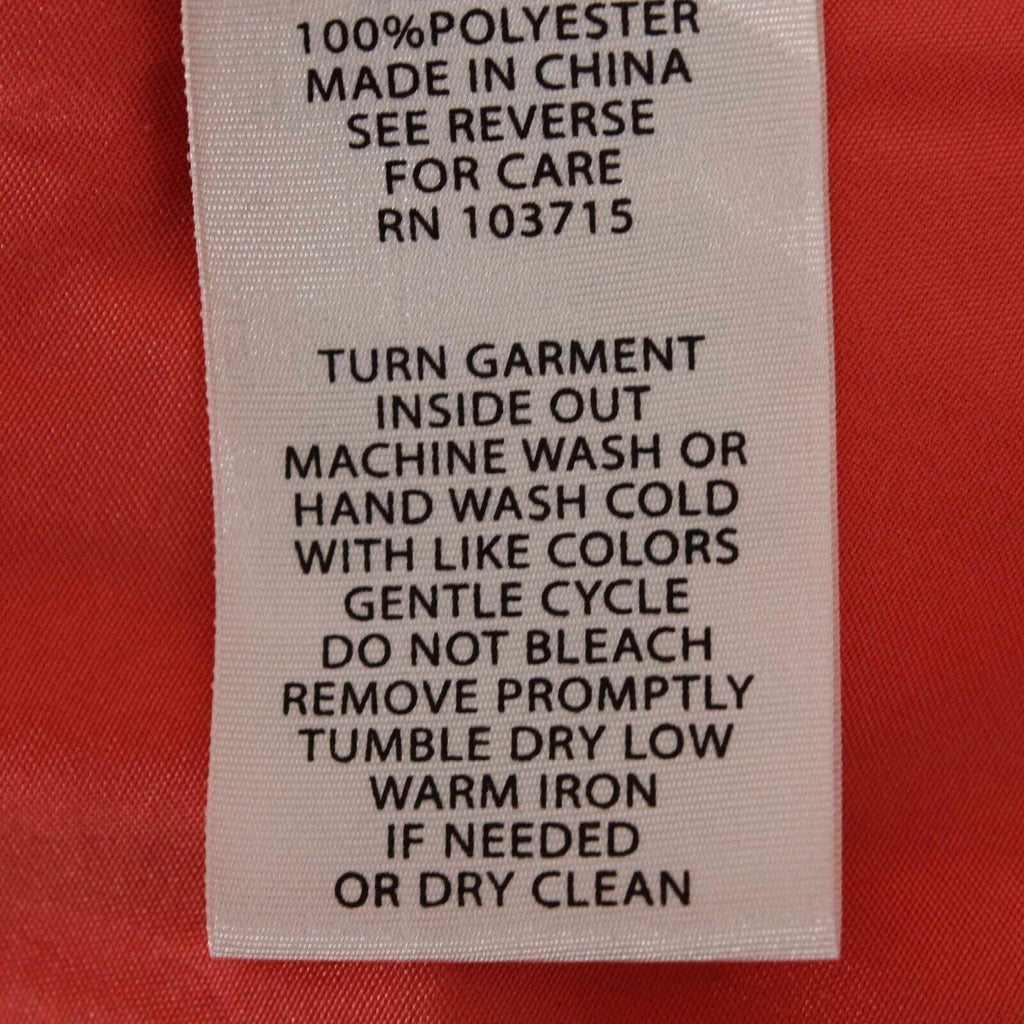 100%POLYESTER
MADE IN CHINA
SEE REVERSE
FOR CARE
RN 103715
TURN GARMENT
INSIDE OUT
MACHINE WASH OR
HAND WASH COLD
WITH LIKE COLORS
GENTLE CYCLE
DO NOT BLEACH
REMOVE PROMPTLY
TUMBLE DRY LOW
WARM IRON
IF NEEDED
OR DRY CLEAN